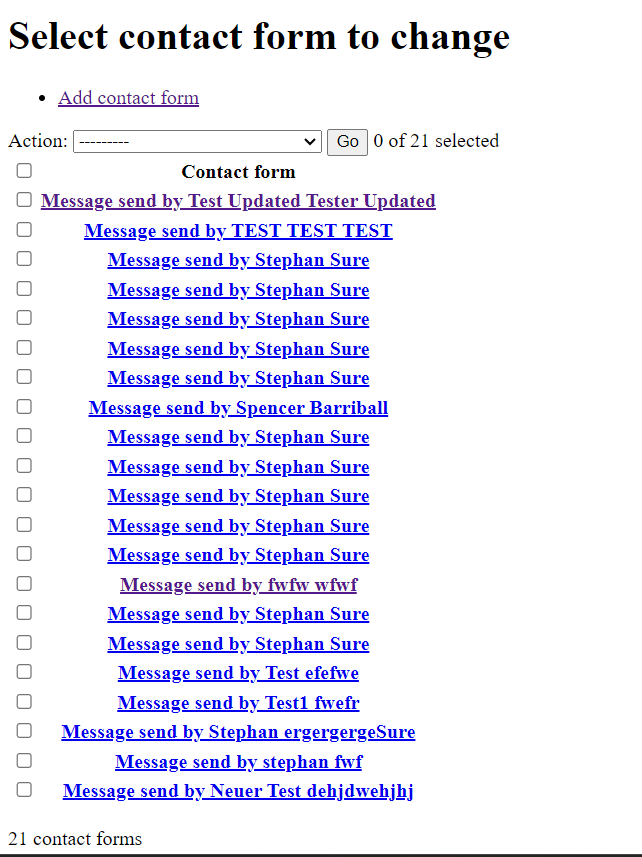 Select contact form to change
Add contact form
Action: --------- Go 0 of 21 selected
Contact form
Message send by Test Updated Tester Updated
Message send by TEST TEST TEST
Message send by Stephan Sure
Message send by Stephan Sure
Message send by Stephan Sure
Message send by Stephan Sure
Message send by Stephan Sure
Message send by Spencer Barriball
Message send by Stephan Sure
Message send by Stephan Sure
Message send by Stephan Sure
Message send by Stephan Sure
Message send by Stephan Sure
Message send by fwfw wfwf
Message send by Stephan Sure
Message send by Stephan Sure
Message send by Test efefwe
Message send by Test1 fwefr
Message send by Stephan ergergergeSure
Message send by stephan fwf
Message send by Neuer Test dehjdwehjhj
21 contact forms